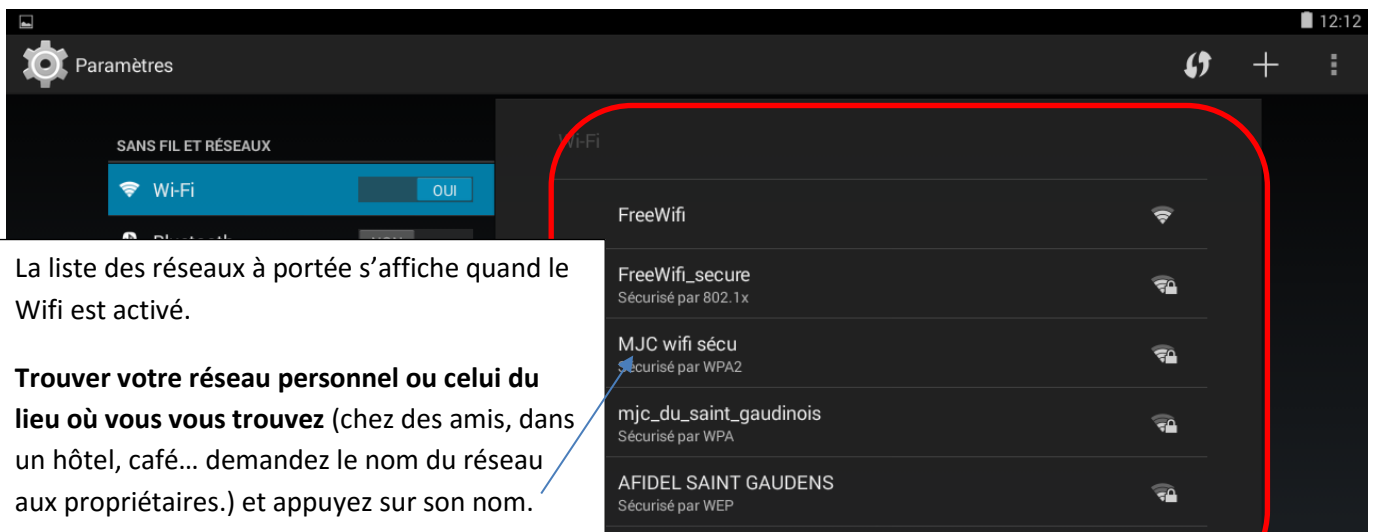 12:12
Paramètres
SANS FIL ET RÉSEAUX
Wi-Fi OUI
Wi-Fi
FreeWifi
FreeWifi_secure
Sécurisé par 802.1x
MJC wifi sécu
Sécurisé par WPA2
mjc_du_saint_gaudinois
Sécurisé par WPA
AFIDEL SAINT GAUDENS
Sécurisé par WEP
La liste des réseaux à portée s’affiche quand le
Wifi est activé.
Trouver votre réseau personnel ou celui du
lieu où vous vous trouvez (chez des amis, dans
un hôtel, café… demandez le nom du réseau
aux propriétaires.) et appuyez sur son nom.